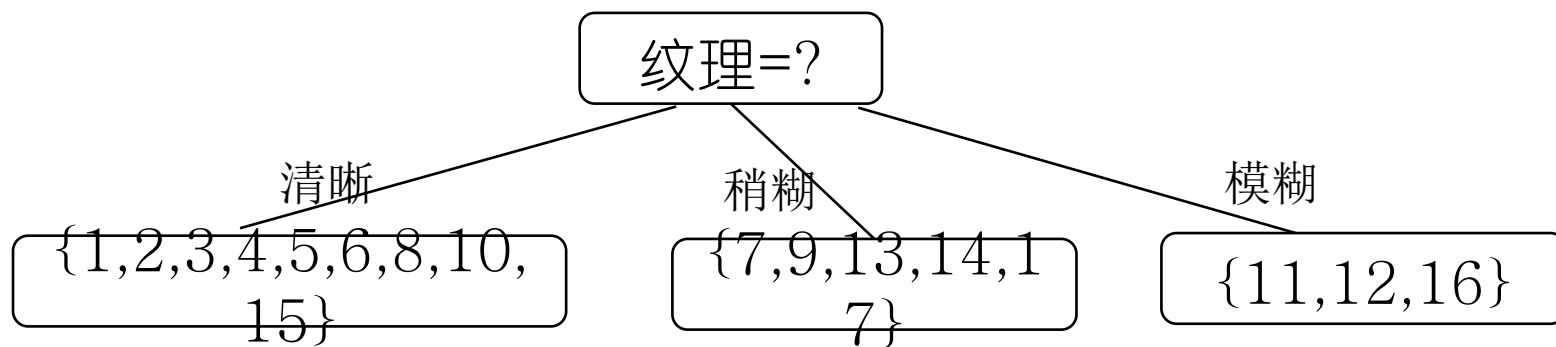 纹理=?
清晰
稍糊
模糊
{1,2,3,4,5,6,8,10,
15}
{7,9,13,14,1
7}
{11,12,16}